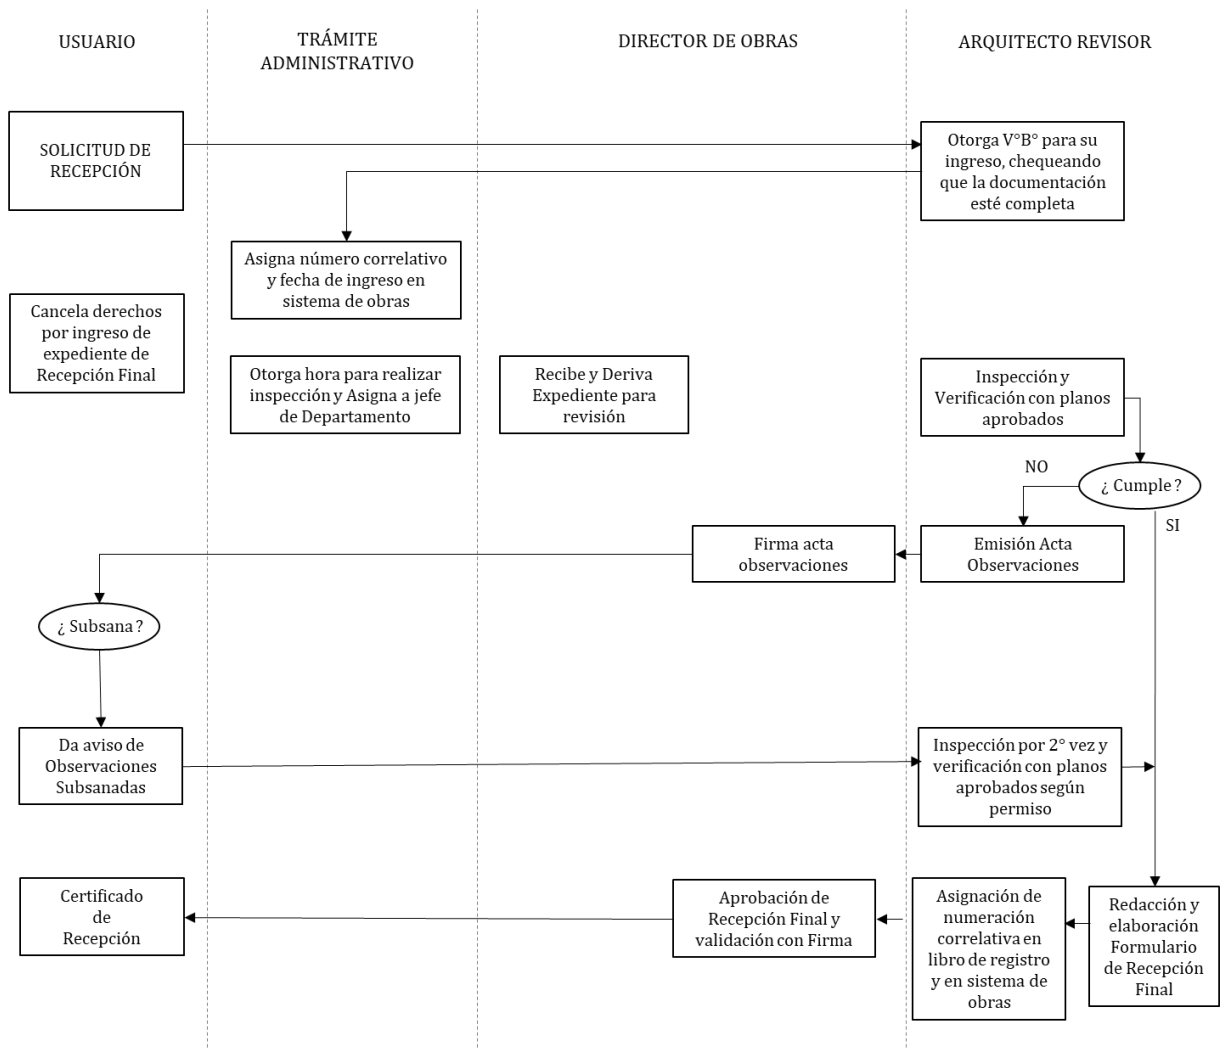 USUARIO
TRÁMITE
ADMINISTRATIVO
DIRECTOR DE OBRAS
ARQUITECTO REVISOR
SOLICITUD DE
RECEPCIÓN
Otorga V°B° para su
ingreso, chequeando
que la documentación
esté completa
Asigna número correlativo
y fecha de ingreso en
sistema de obras
Cancela derechos
por ingreso de
expediente de
Recepción Final
Otorga hora para realizar
inspección y Asigna a jefe
de Departamento
Recibe y Deriva
Expediente para
revisión
Inspección y
Verificación con planos
aprobados
¿ Cumple ?
NO
SI
Emisión Acta
Observaciones
Firma acta
observaciones
¿ Subsana ?
Da aviso de
Observaciones
Subsanadas
Inspección por 2° vez y
verificación con planos
aprobados según
permiso
Redacción y
elaboración
Formulario
de Recepción
Final
Asignación de
numeración
correlativa en
libro de registro
y en sistema de
obras
Aprobación de
Recepción Final y
validación con Firma
Certificado
de
Recepción